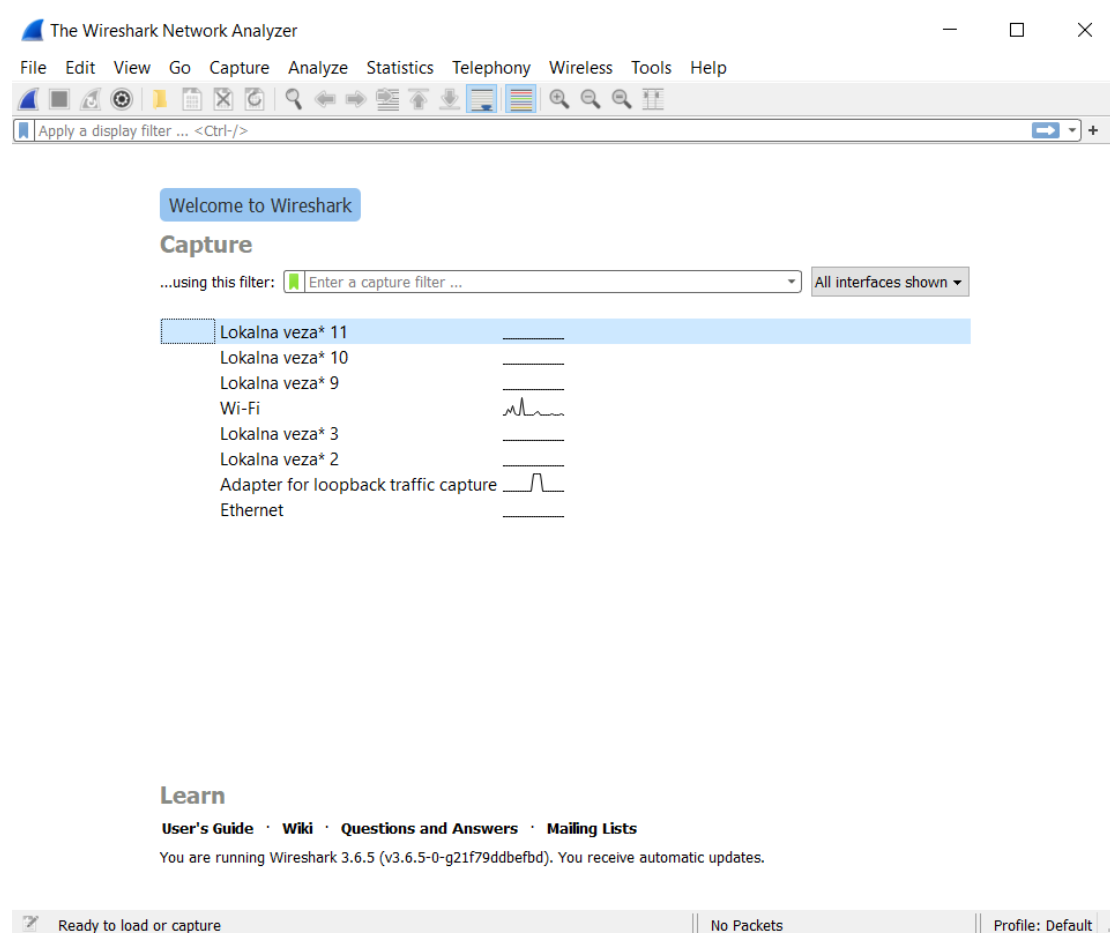 The Wireshark Network Analyzer
File Edit View Go Capture Analyze Statistics Telephony Wireless Tools Help
Apply a display filter ... <Ctrl-/>
Welcome to Wireshark
Capture
...using this filter: Enter a capture filter ... All interfaces shown
Lokalna veza* 11
Lokalna veza* 10
Lokalna veza* 9
Wi-Fi
Lokalna veza* 3
Lokalna veza* 2
Adapter for loopback traffic capture
Ethernet
Learn
User's Guide · Wiki · Questions and Answers · Mailing Lists
You are running Wireshark 3.6.5 (v3.6.5-0-g21f79ddbefbd). You receive automatic updates.
Ready to load or capture No Packets Profile: Default